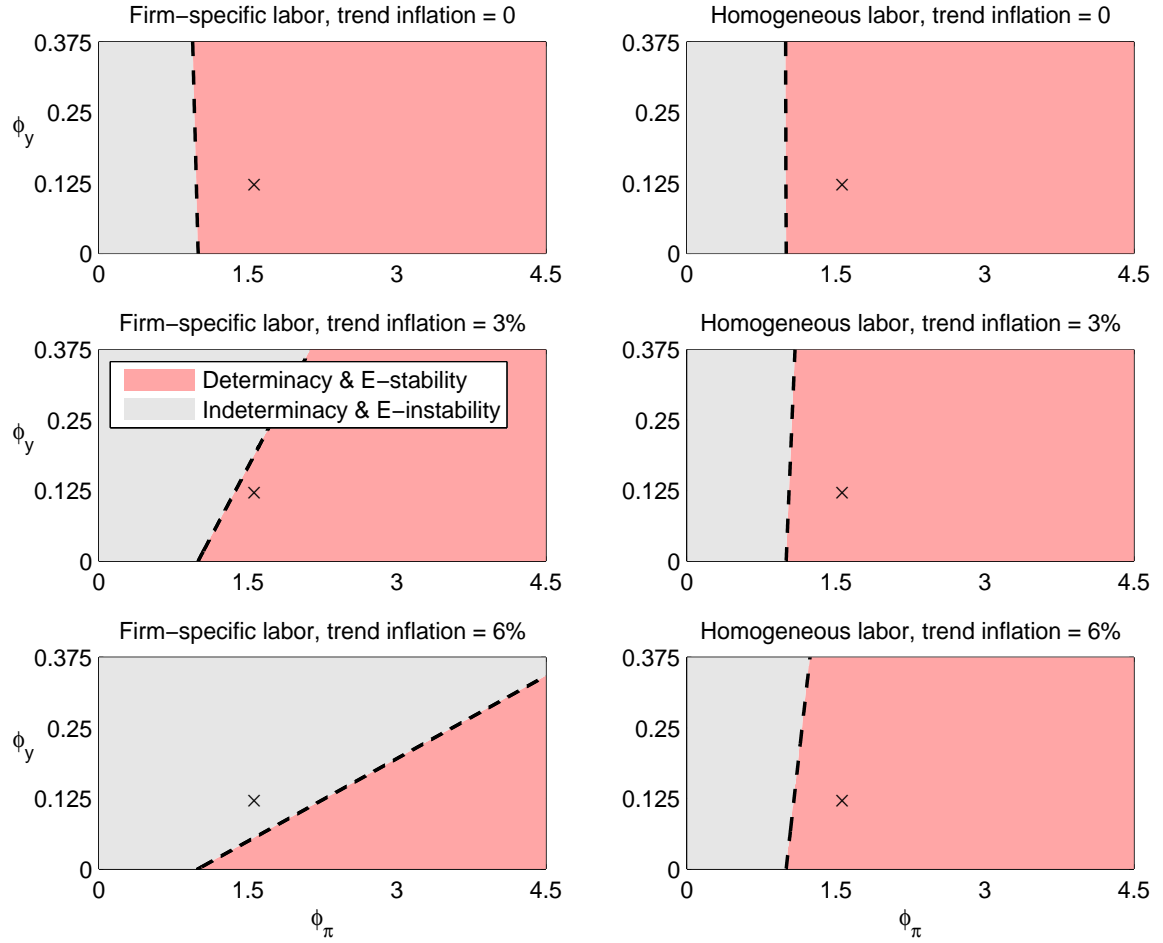 Firm−specific labor, trend inflation = 0
0.375
0.25
ϕy
0.125
0
0 1.5 3 4.5
Homogeneous labor, trend inflation = 0
0.375
0.25
0.125
0
0 1.5 3 4.5
Firm−specific labor, trend inflation = 3%
0.375
0.25
ϕy
0.125
0
Determinacy & E−stability
Indeterminacy & E−instability
0 1.5 3 4.5
Homogeneous labor, trend inflation = 3%
0.375
0.25
0.125
0
0 1.5 3 4.5
Firm−specific labor, trend inflation = 6%
0.375
0.25
ϕy
0.125
0
0 1.5 3 4.5
ϕπ
Homogeneous labor, trend inflation = 6%
0.375
0.25
0.125
0
0 1.5 3 4.5
ϕπ